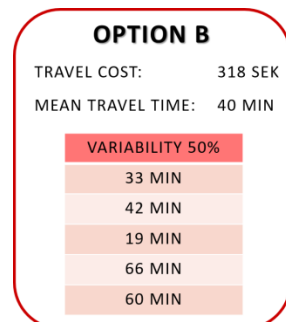 OPTION B
TRAVEL COST: 318 SEK
MEAN TRAVEL TIME: 40 MIN
VARIABILITY 50%
33 MIN
42 MIN
19 MIN
66 MIN
60 MIN